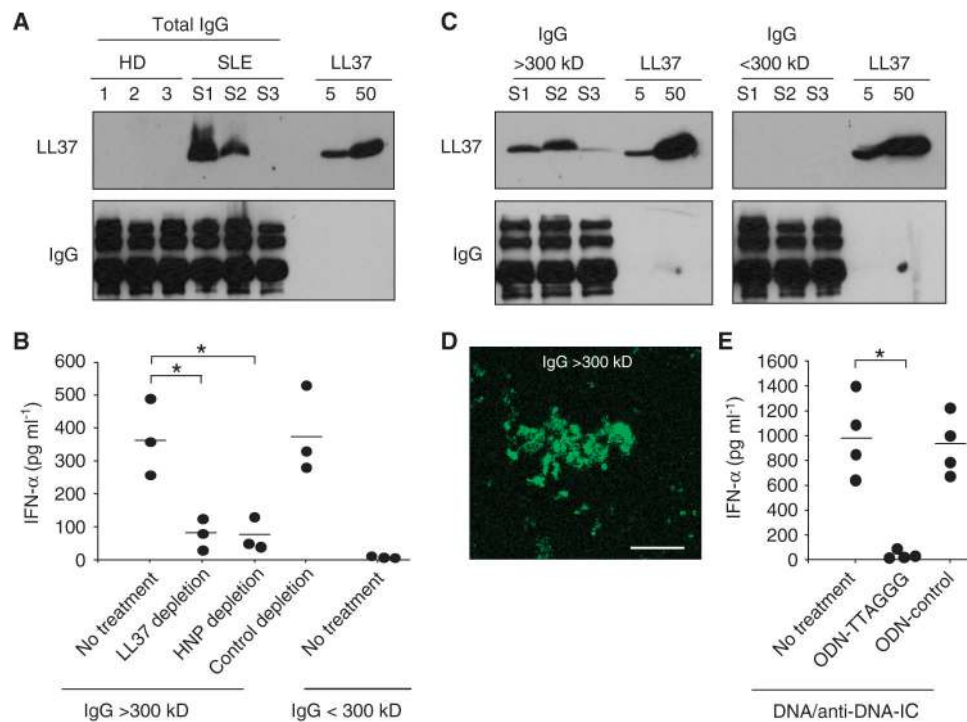 A
Total IgG
HD SLE LL37
1 2 3 S1 S2 S3 5 50
LL37
IgG
C
IgG >300 kD LL37
S1 S2 S3 5 50
IgG <300 kD LL37
S1 S2 S3 5 50
LL37
IgG
B
IFN-α (pg ml-1)
600
500
400
300
200
100
0
* *
No treatment
LL37 depletion
HNP depletion
Control depletion
No treatment
IgG >300 kD
IgG < 300 kD
D
IgG >300 kD
E
IFN-α (pg ml-1)
1600
1400
1200
1000
800
600
400
200
0
*
No treatment
ODN-TTAGGG
ODN-control
DNA/anti-DNA-IC